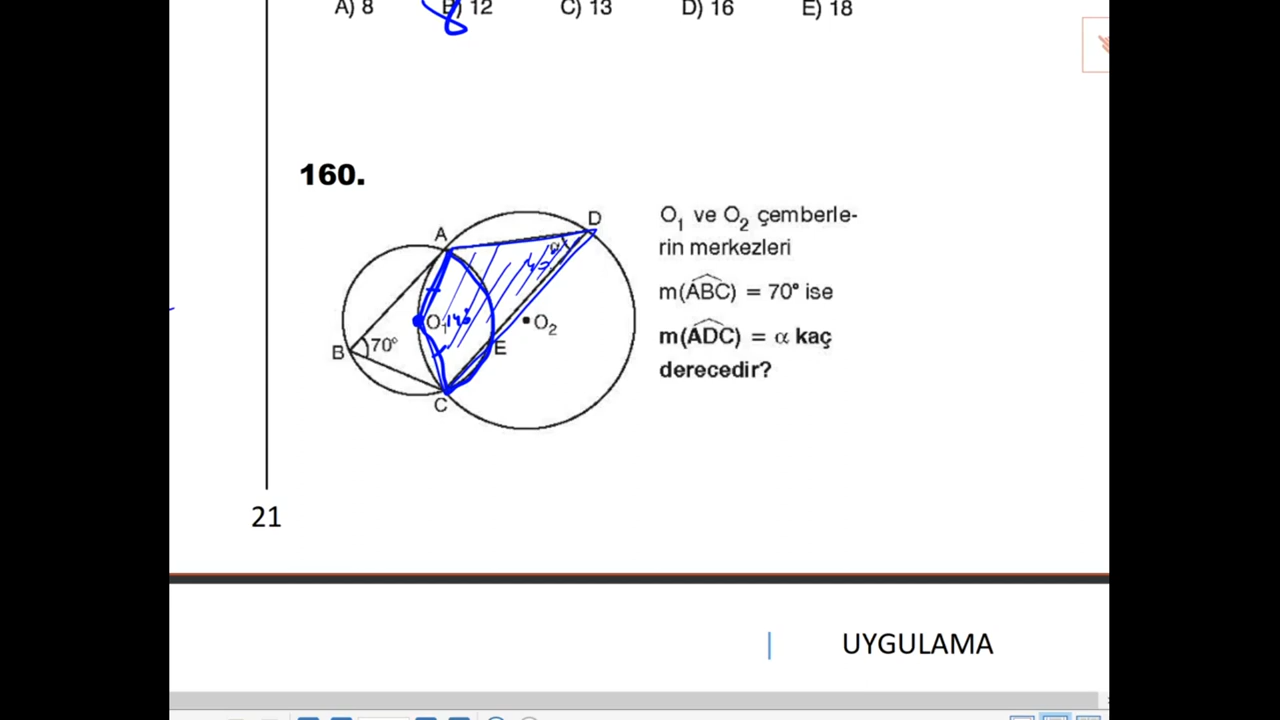 A) 8 B) 12 C) 13 D) 16 E) 18
160.
D
A
α
40
O₁ 140°
O₂
B
70°
E
C
O₁ ve O₂ çemberle-
rin merkezleri
m(ABC) = 70° ise
m(ADC) = α kaç
derecedir?
21
UYGULAMA